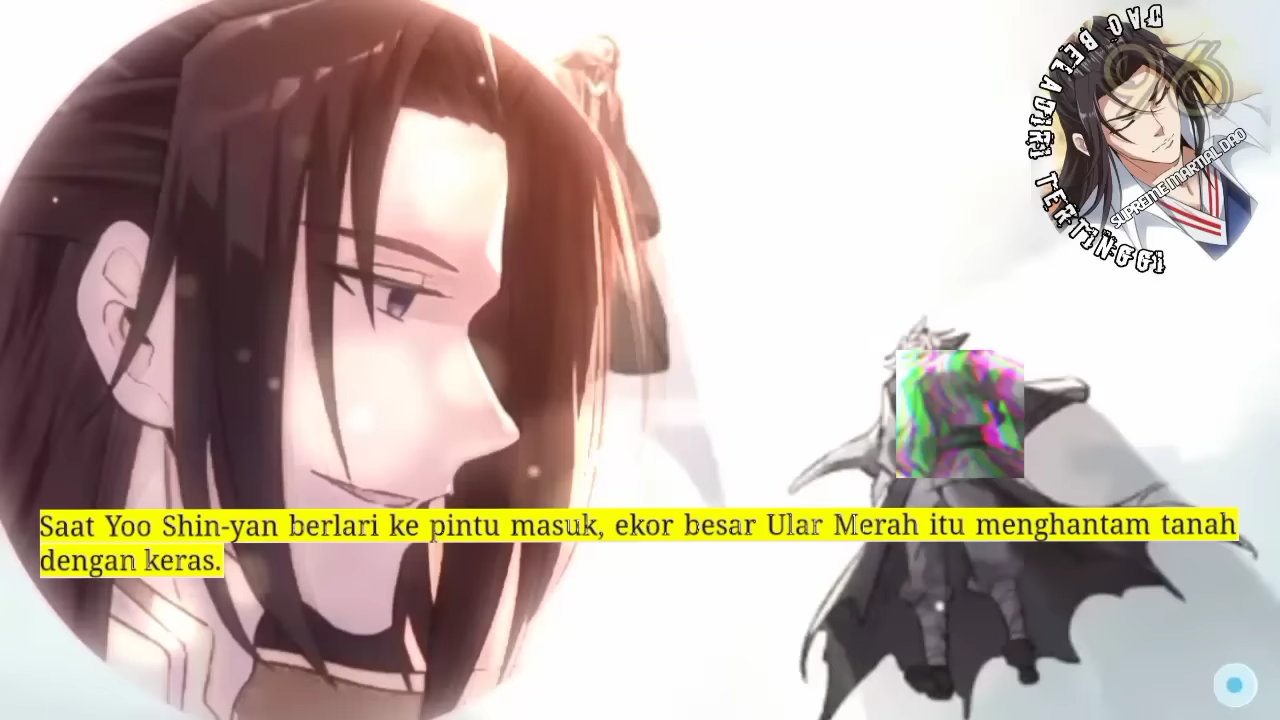 DAO BELADIRI TERTINGGI
96
SUPREME MARTIAL DAO
Saat Yoo Shin-yan berlari ke pintu masuk, ekor besar Ular Merah itu menghantam tanah
dengan keras.